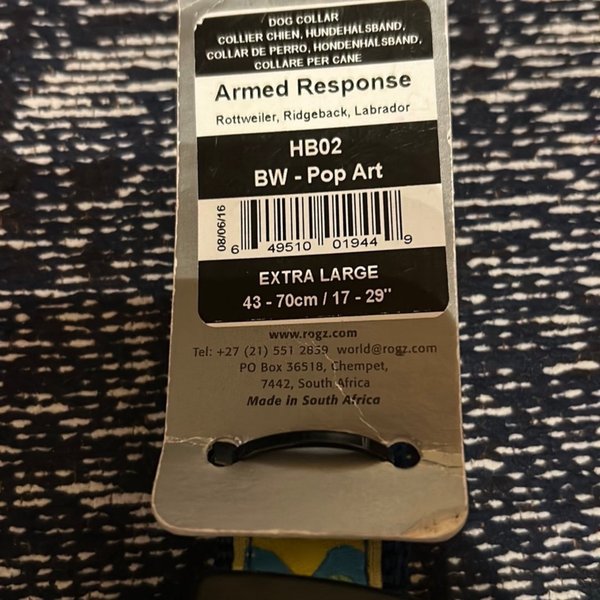 DOG COLLAR
COLLIER CHIEN, HUNDEHALSBAND,
COLLAR DE PERRO, HONDENHALSBAND,
COLLARE PER CANE
Armed Response
Rottweiler, Ridgeback, Labrador
HB02
BW - Pop Art
08/06/16
6 49510 01944 9
EXTRA LARGE
43 - 70cm / 17 - 29"
www.rogz.com
Tel: +27 (21) 551 2859 world@rogz.com
PO Box 36518, Chempet,
7442, South Africa
Made in South Africa